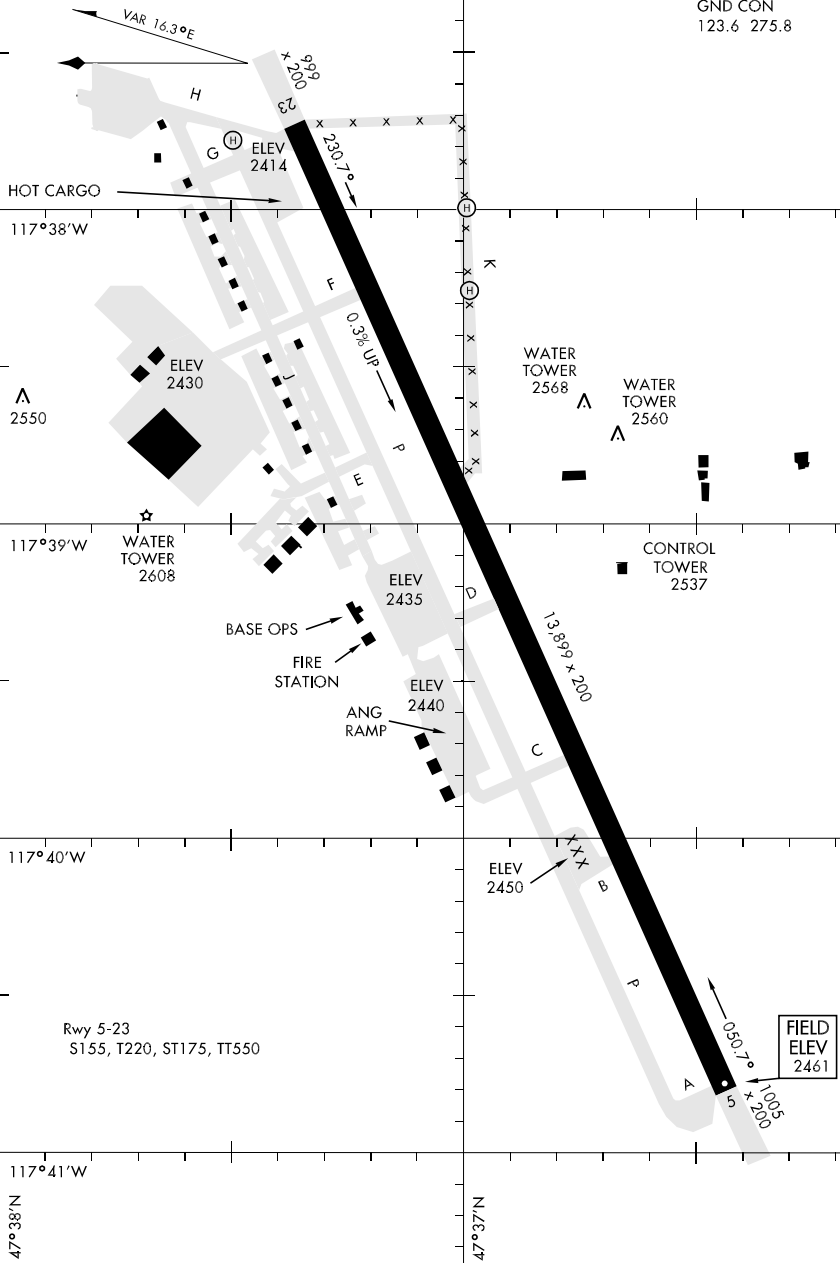 GND CON
123.6 275.8
VAR 16.3°E
999
x 200
23
H
H
G
ELEV
2414
230.7°
HOT CARGO
117°38'W
H
K
H
F
0.3% UP
ELEV
2430
J
WATER
TOWER
2568
WATER
TOWER
2560
2550
P
E
WATER
TOWER
2608
117°39'W
CONTROL
TOWER
2537
ELEV
2435
D
BASE OPS
FIRE
STATION
13,899 x 200
ELEV
2440
ANG
RAMP
C
117°40'W
ELEV
2450
X X X
B
P
Rwy 5-23
S155, T220, ST175, TT550
050.7°
FIELD
ELEV
2461
A
5
1005
x 200
117°41'W
47°38'N
47°37'N